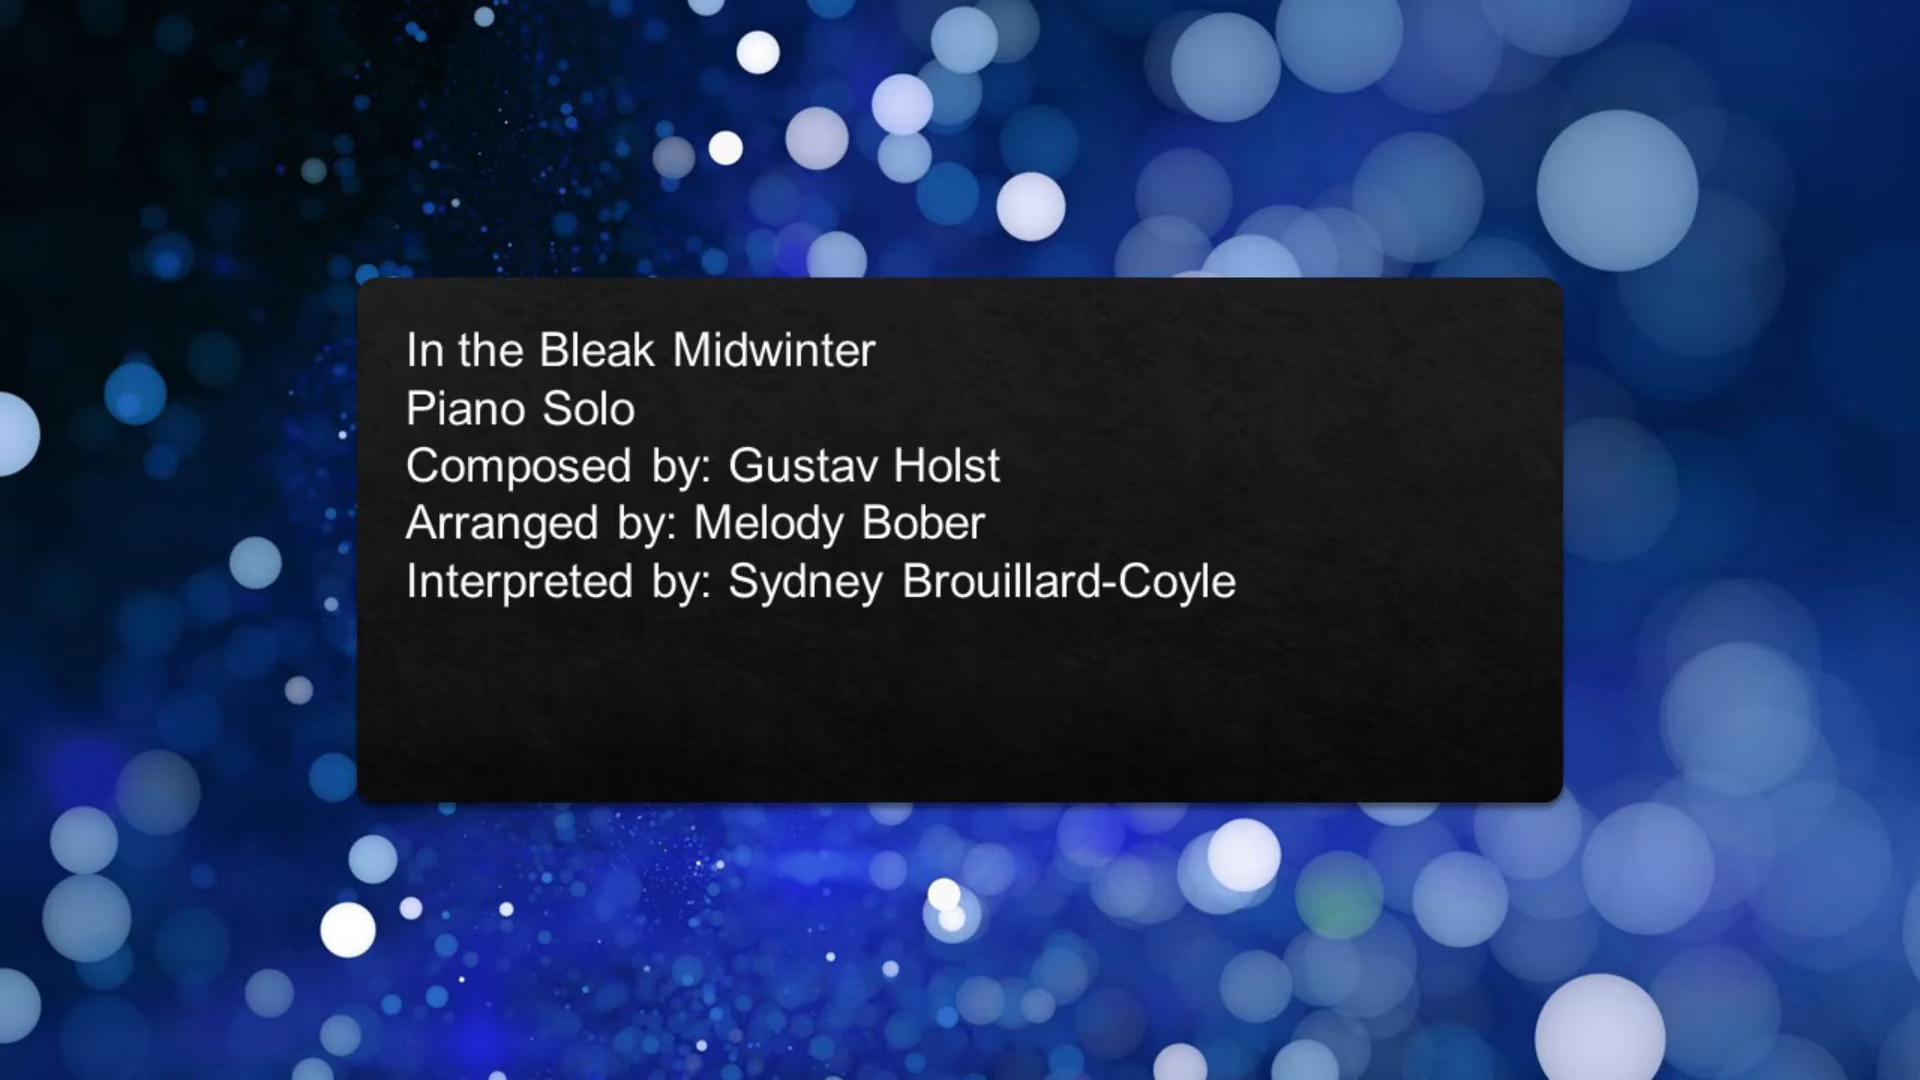 In the Bleak Midwinter
Piano Solo
Composed by: Gustav Holst
Arranged by: Melody Bober
Interpreted by: Sydney Brouillard-Coyle